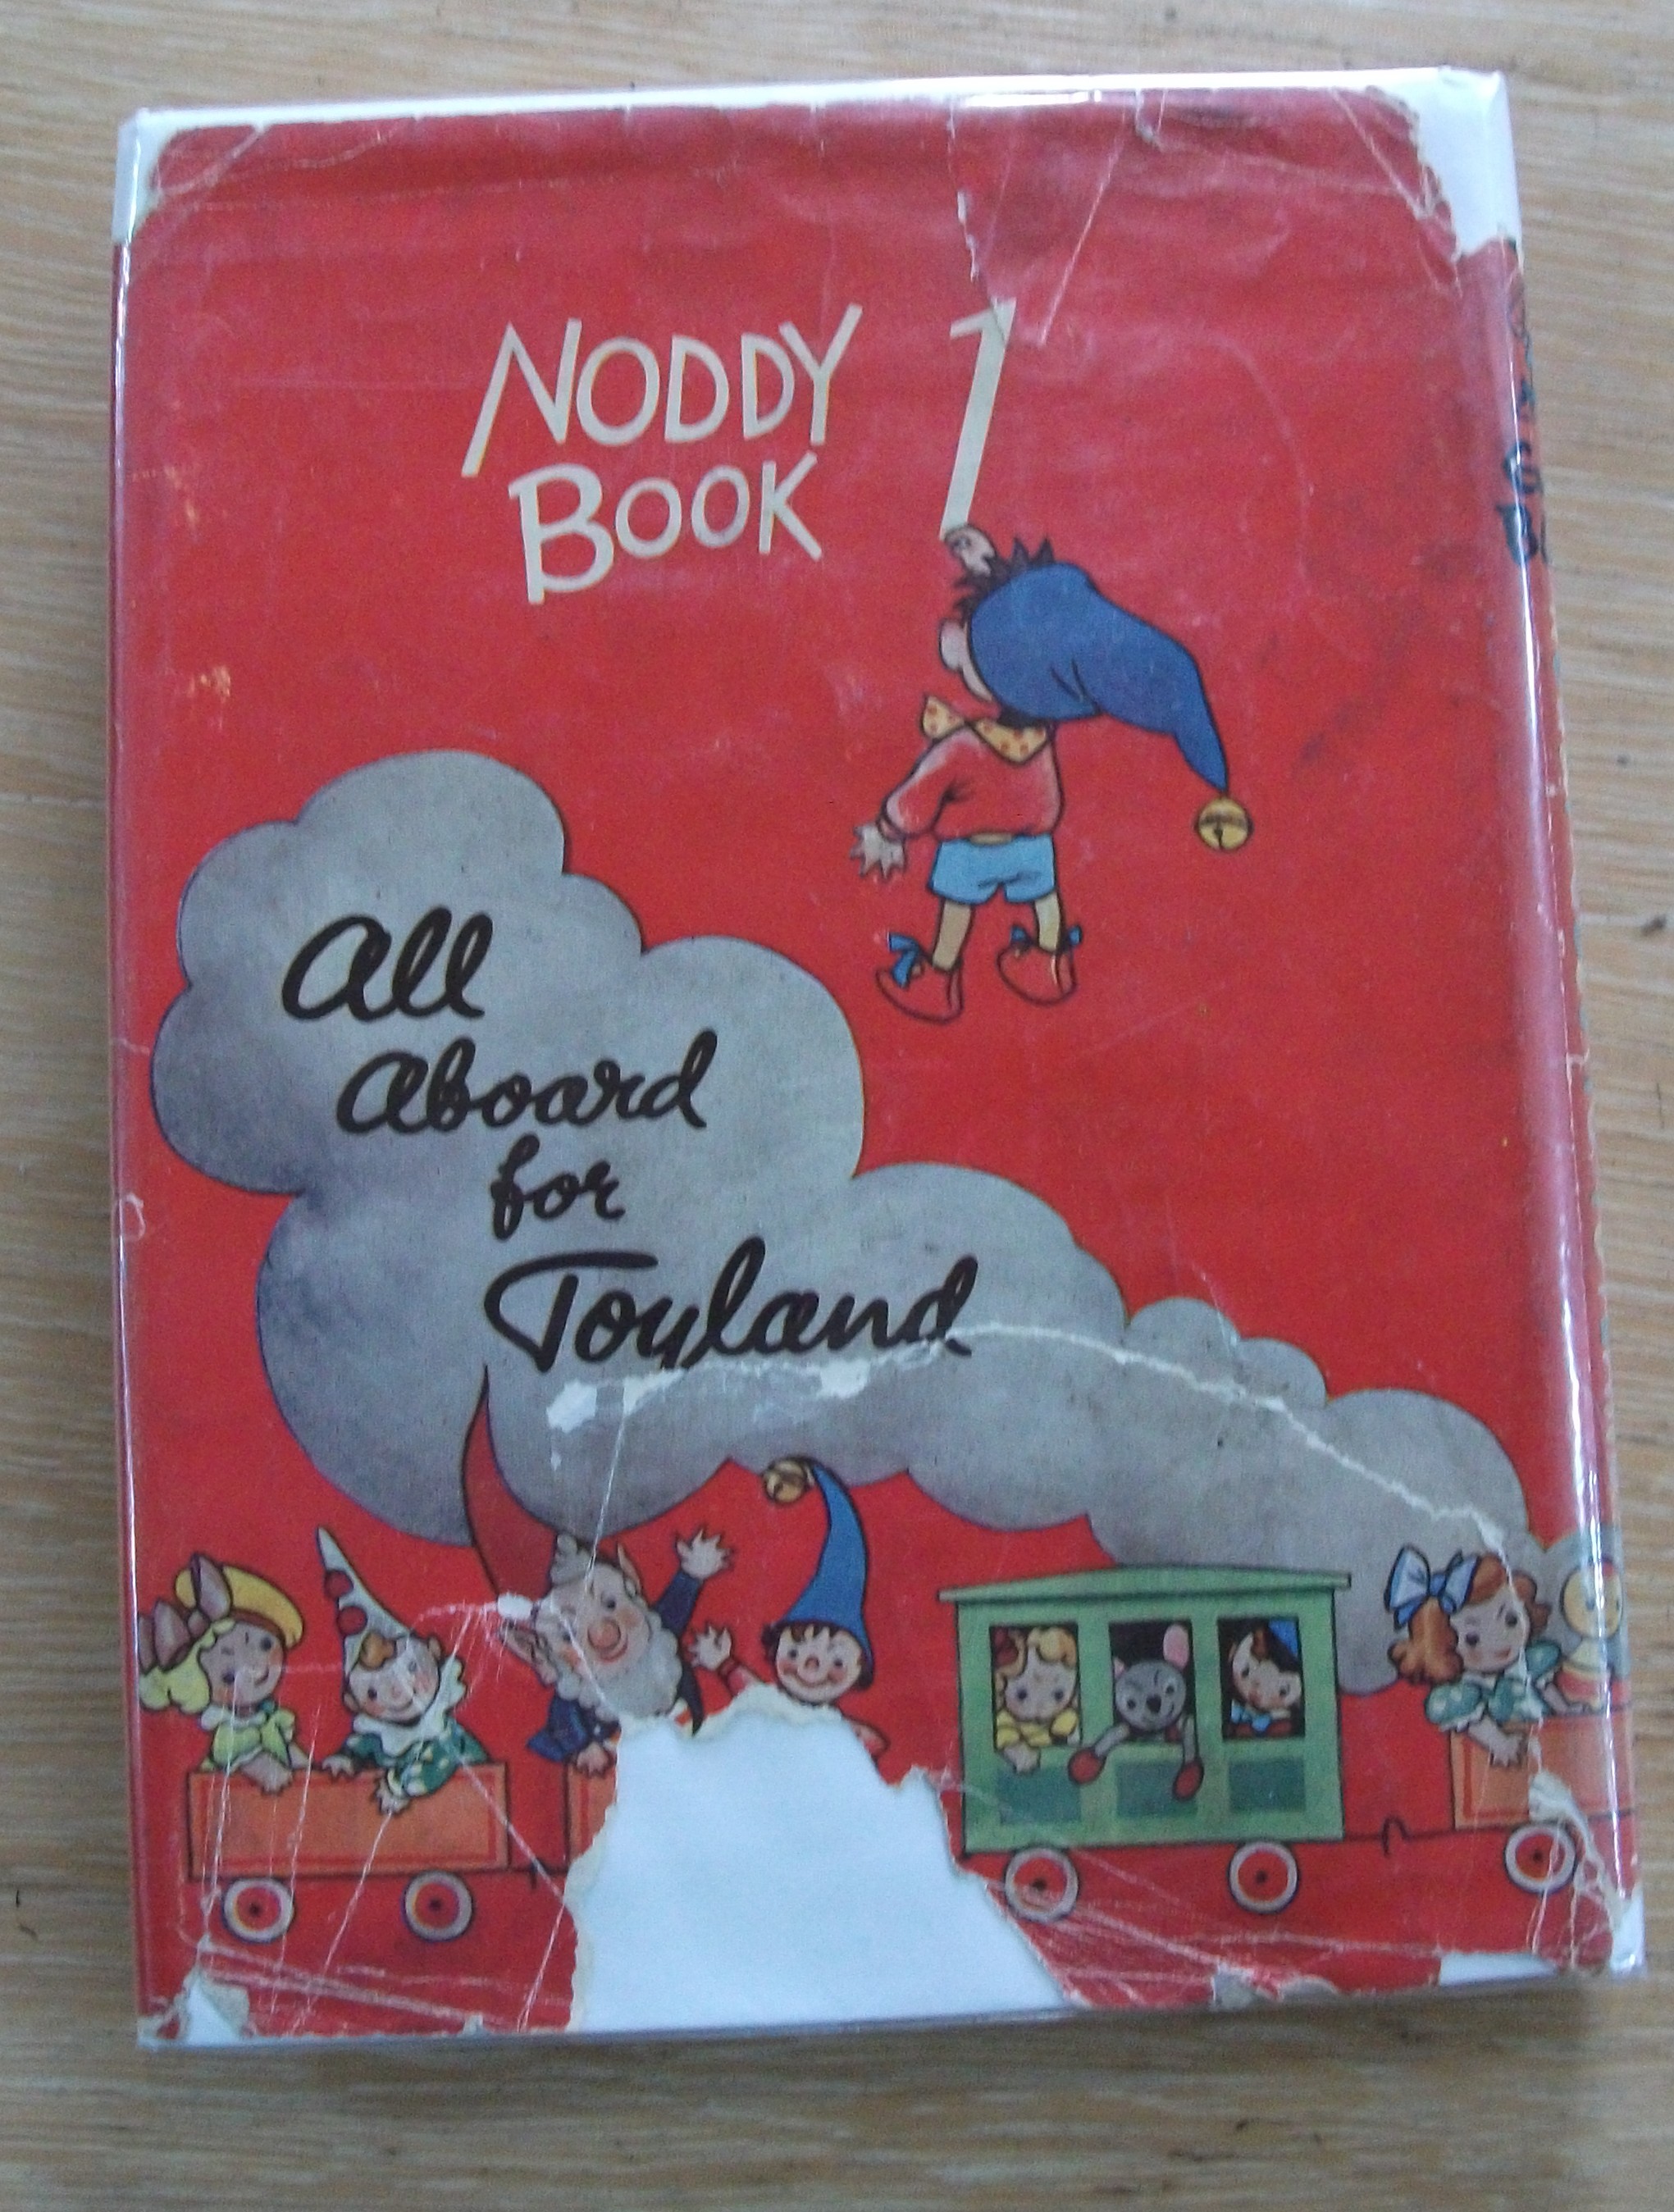 NODDY 1
BOOK
All
Aboard
for
Toyland